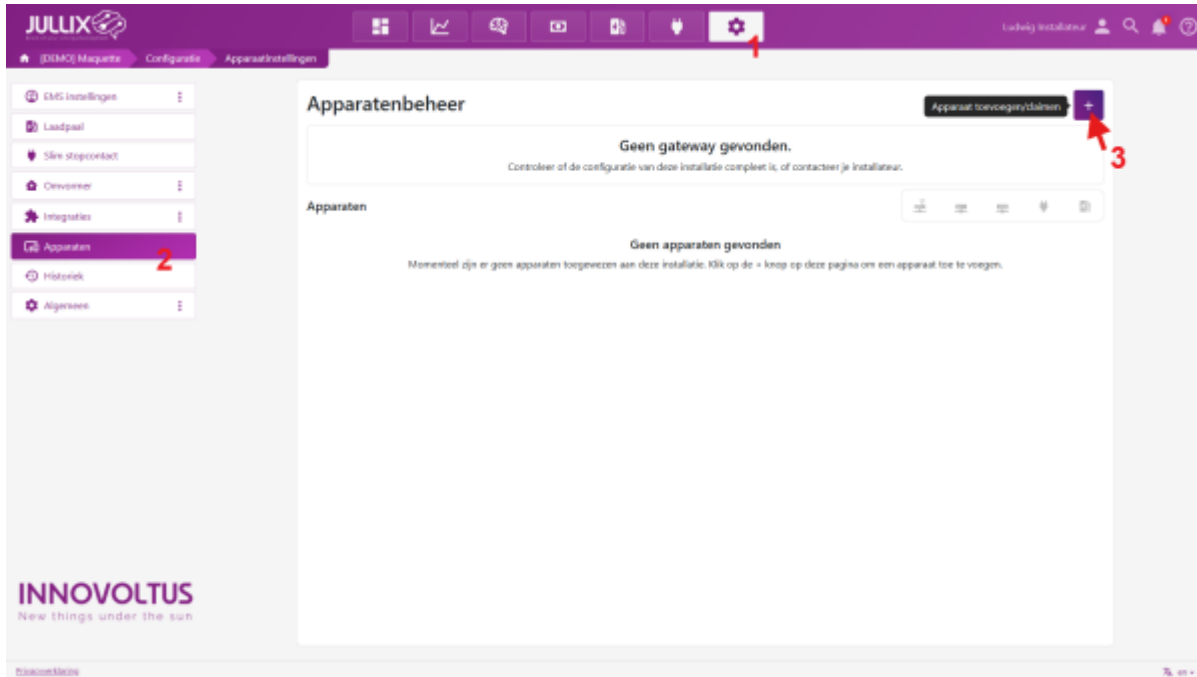 JULLIX
Ludwig Installateur
1
[DEMO] Maquette Configuratie Apparaatinstellingen
EMS instellingen
Laadpaal
Slim stopcontact
Omvormer
Integraties
Apparaten
2
Historiek
Algemeen
Apparatenbeheer
Apparaat toevoegen/claimen
+
3
Geen gateway gevonden.
Controleer of de configuratie van deze installatie compleet is, of contacteer je installateur.
Apparaten
Geen apparaten gevonden
Momenteel zijn er geen apparaten toegewezen aan deze installatie. Klik op de + knop op deze pagina om een apparaat toe te voegen.
INNOVOLTUS
New things under the sun
Privacyverklaring
en